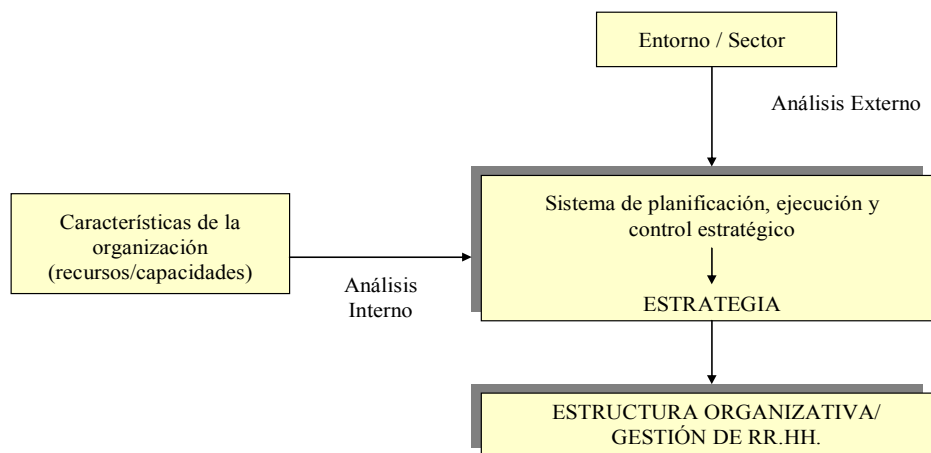 Entorno / Sector
Análisis Externo
Sistema de planificación, ejecución y
control estratégico
ESTRATEGIA
Características de la
organización
(recursos/capacidades)
Análisis
Interno
ESTRUCTURA ORGANIZATIVA/
GESTIÓN DE RR.HH.